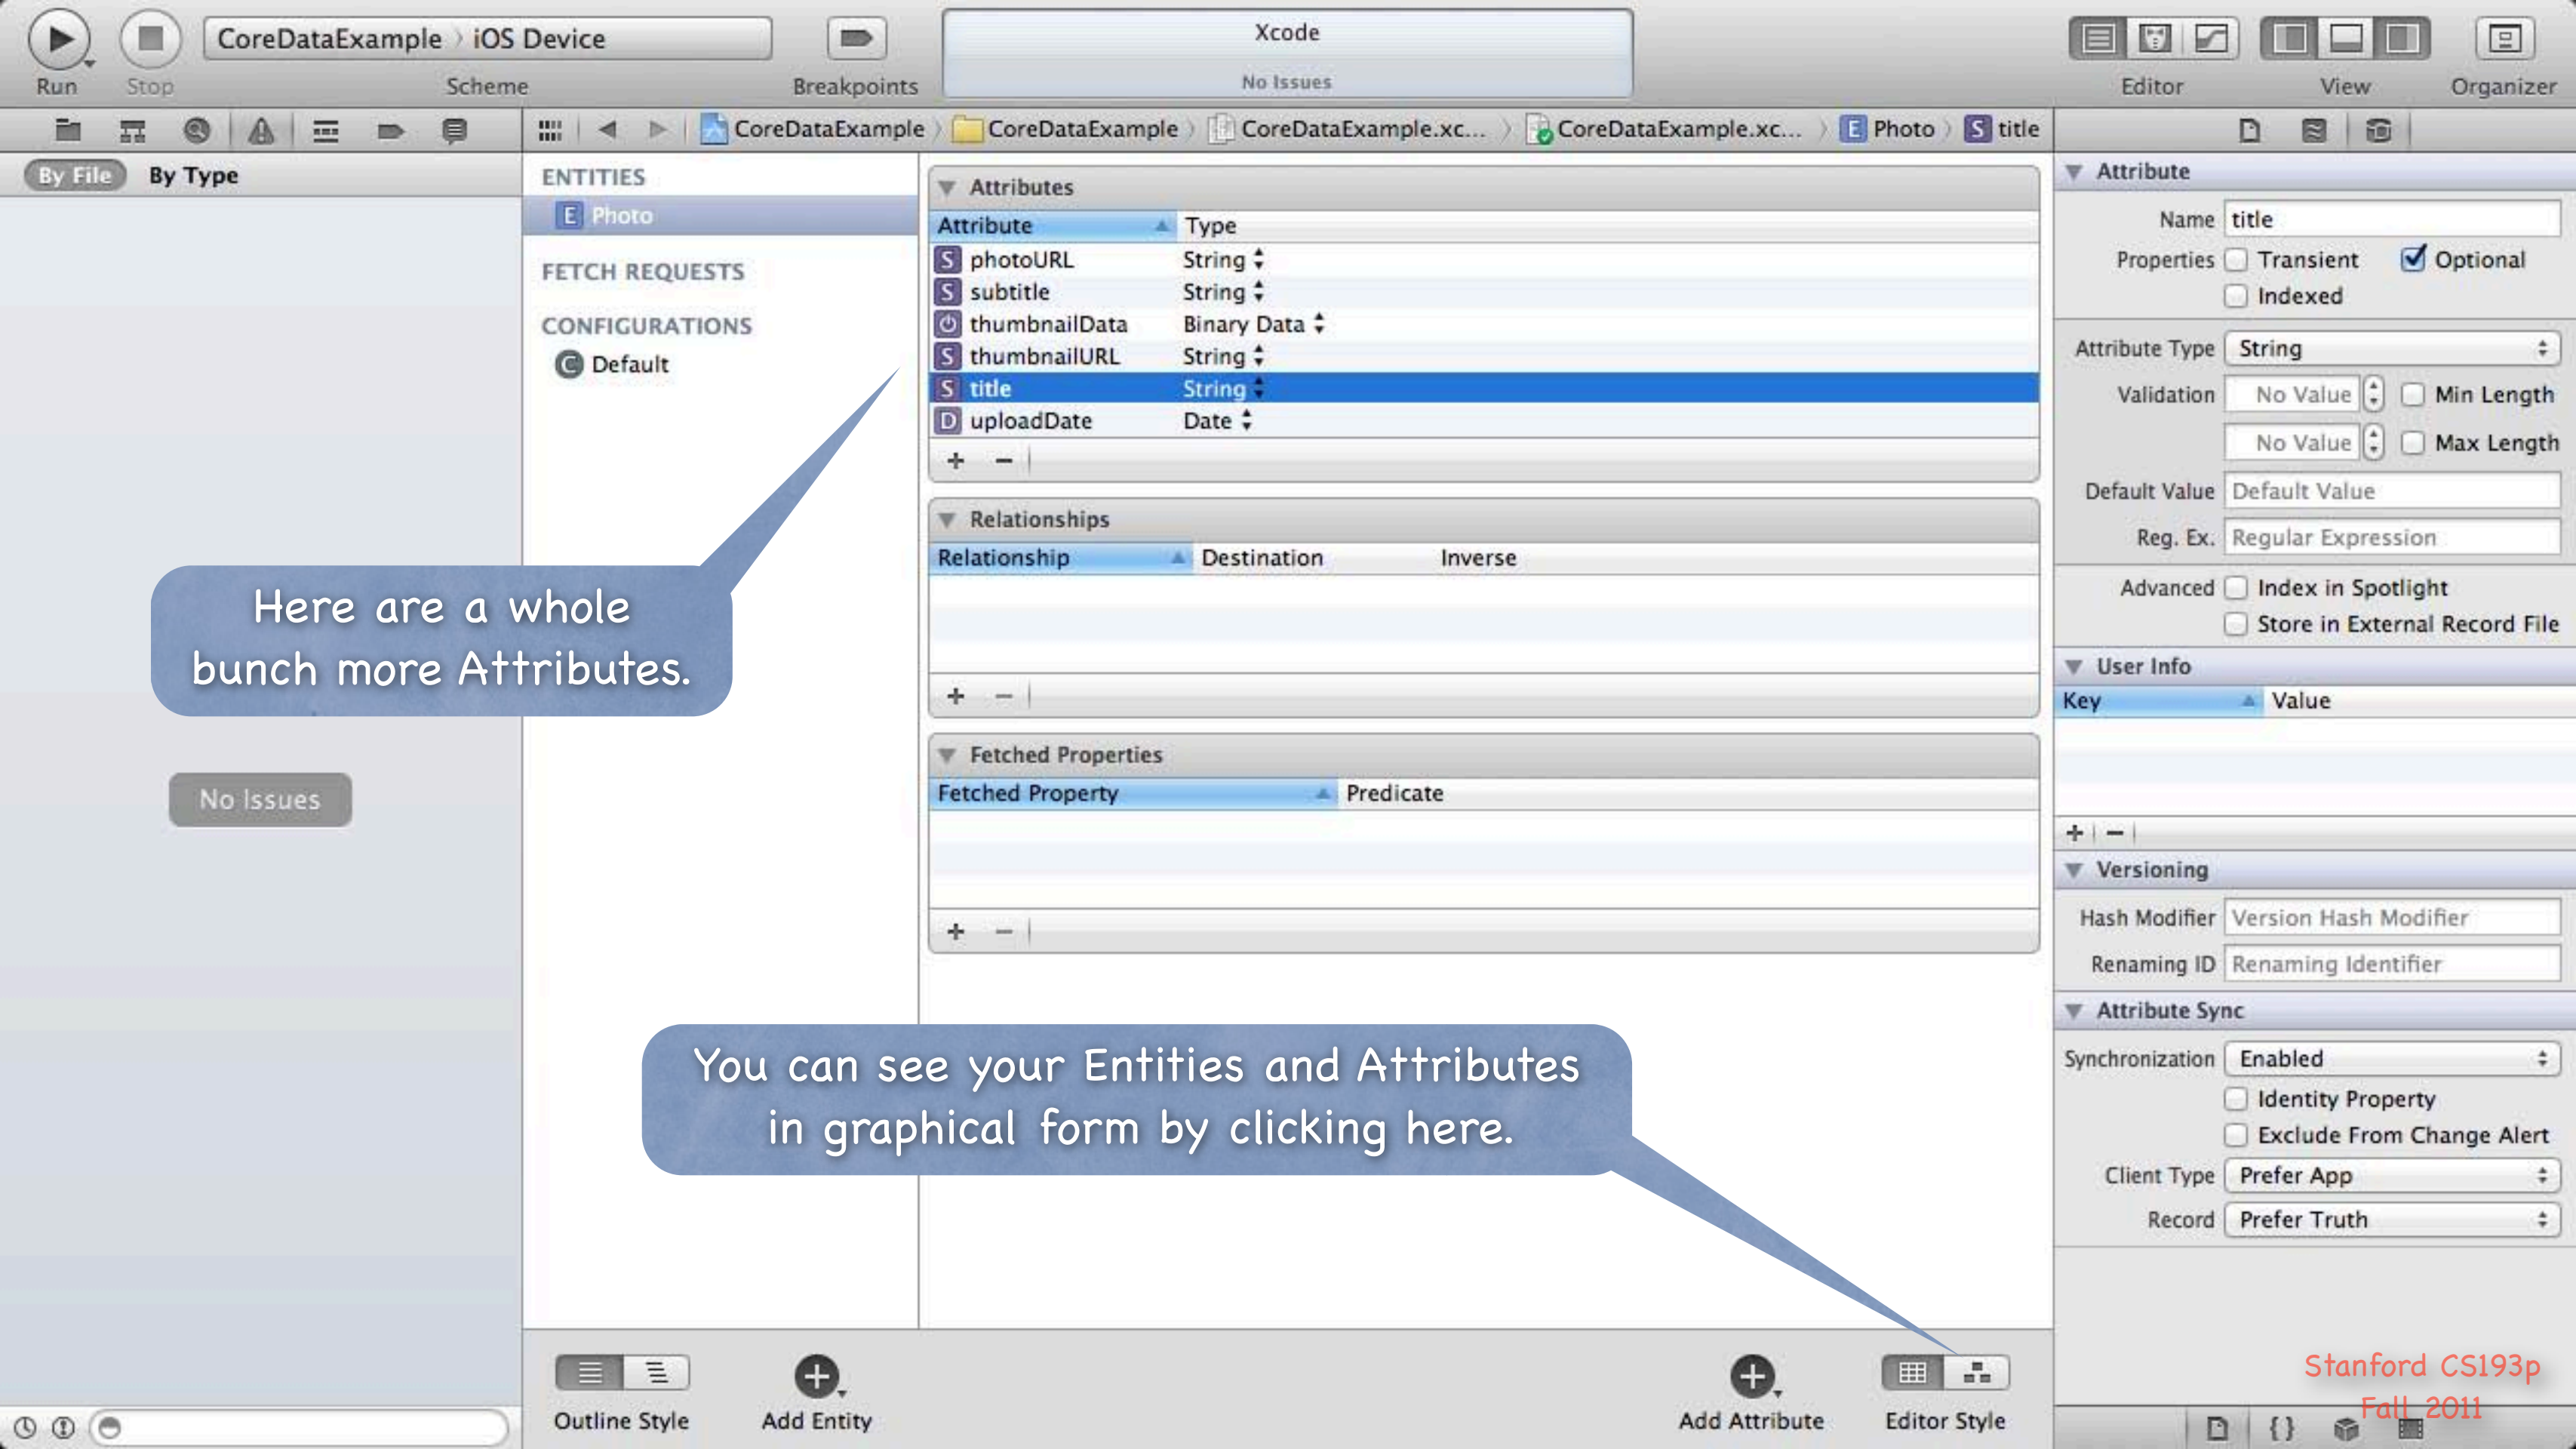 CoreDataExample › iOS Device
Xcode
No Issues
Run
Stop
Scheme
Breakpoints
Editor
View
Organizer
CoreDataExample
CoreDataExample
CoreDataExample.xc...
CoreDataExample.xc...
E Photo
S title
By File
By Type
ENTITIES
E Photo
FETCH REQUESTS
CONFIGURATIONS
C Default
Attributes
Attribute Type
S photoURL String
S subtitle String
thumbnailData Binary Data
S thumbnailURL String
S title String
D uploadDate Date
+ −
Relationships
Relationship Destination Inverse
+ −
Fetched Properties
Fetched Property Predicate
+ −
Here are a whole
bunch more Attributes.
No Issues
You can see your Entities and Attributes
in graphical form by clicking here.
Outline Style
Add Entity
Add Attribute
Editor Style
Attribute
Name title
Properties Transient Optional
Indexed
Attribute Type String
Validation No Value Min Length
No Value Max Length
Default Value Default Value
Reg. Ex. Regular Expression
Advanced Index in Spotlight
Store in External Record File
User Info
Key Value
+ −
Versioning
Hash Modifier Version Hash Modifier
Renaming ID Renaming Identifier
Attribute Sync
Synchronization Enabled
Identity Property
Exclude From Change Alert
Client Type Prefer App
Record Prefer Truth
Stanford CS193p
Fall 2011
{}